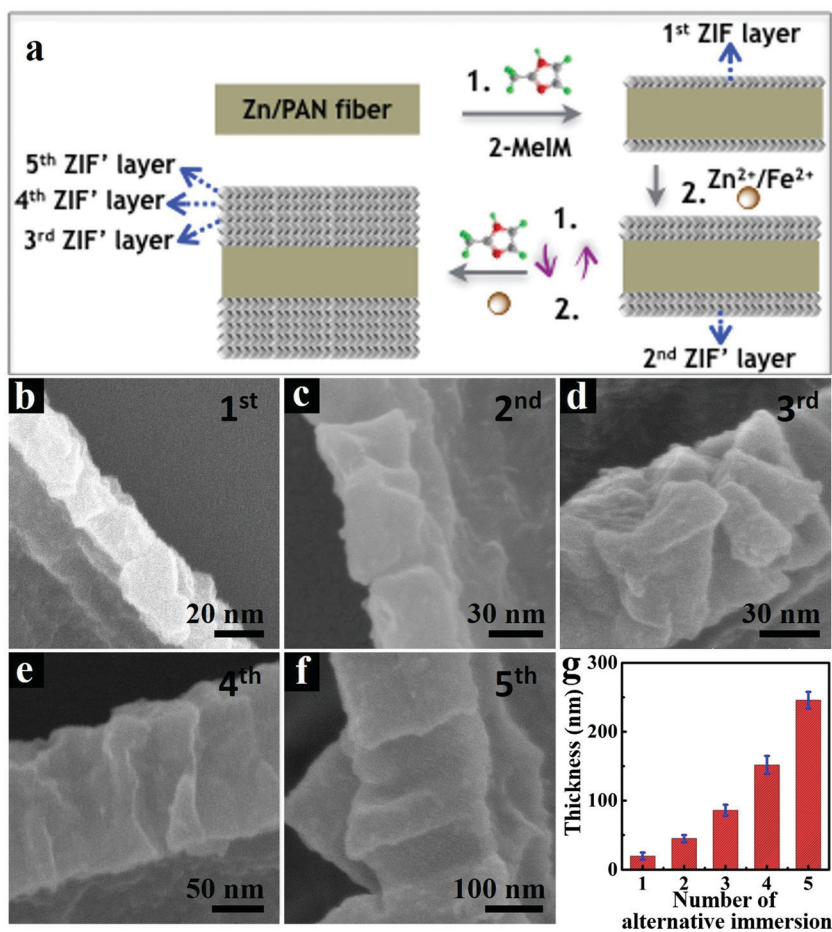 a
1st ZIF layer
Zn/PAN fiber
1.
2-MeIM
5th ZIF' layer
4th ZIF' layer
3rd ZIF' layer
2. Zn2+/Fe2+
1.
2.
2nd ZIF' layer
b
1st
20 nm
c
2nd
30 nm
d
3rd
30 nm
e
4th
50 nm
f
5th
100 nm
g
Thickness (nm)
300
200
100
0
1 2 3 4 5
Number of
alternative immersion